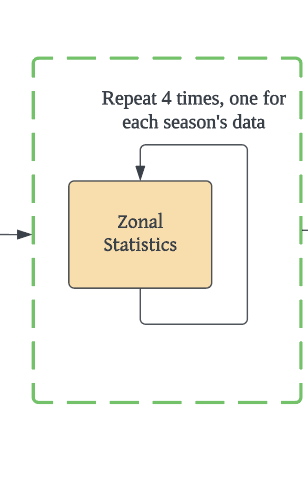 Repeat 4 times, one for
each season's data
Zonal
Statistics